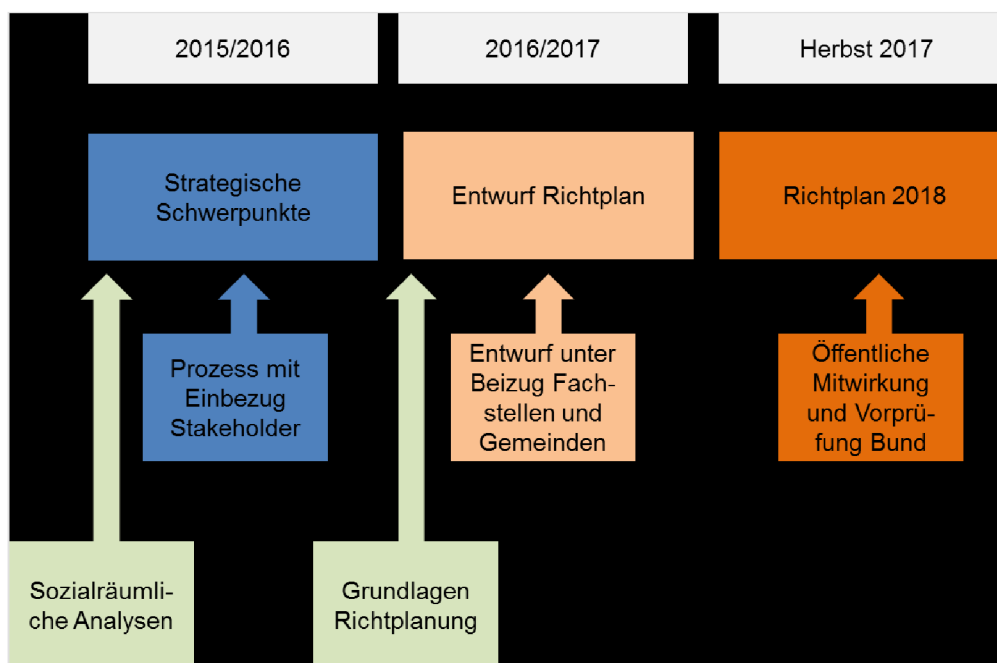 2015/2016
2016/2017
Herbst 2017
Strategische
Schwerpunkte
Entwurf Richtplan
Richtplan 2018
Prozess mit
Einbezug
Stakeholder
Entwurf unter
Beizug Fach-
stellen und
Gemeinden
Öffentliche
Mitwirkung
und Vorprü-
fung Bund
Sozialräumli-
che Analysen
Grundlagen
Richtplanung